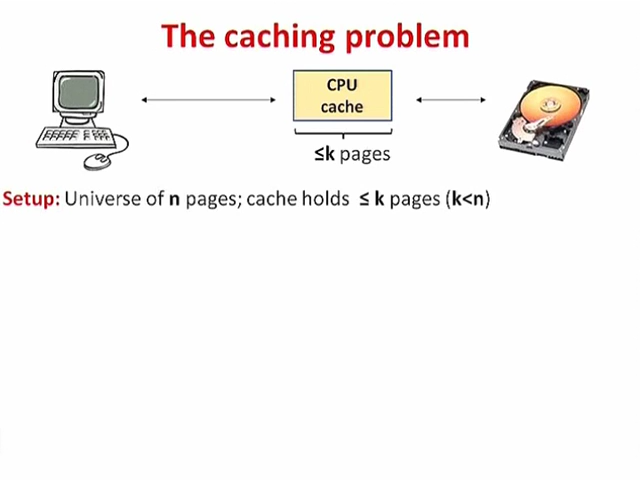 The caching problem
CPU
cache
≤k pages
Setup: Universe of n pages; cache holds ≤ k pages (k<n)